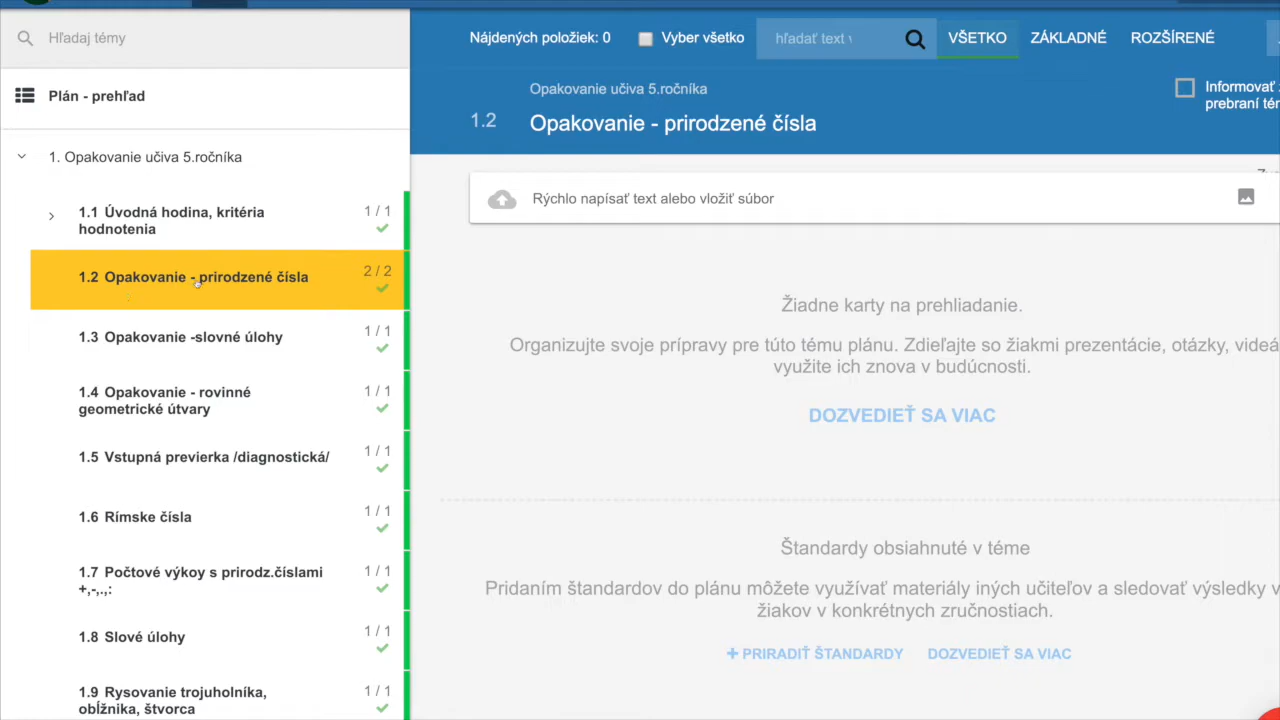 Hľadaj témy
Plán - prehľad
1. Opakovanie učiva 5.ročníka
1.1 Úvodná hodina, kritéria
hodnotenia
1 / 1
1.2 Opakovanie - prirodzené čísla
2 / 2
1.3 Opakovanie -slovné úlohy
1 / 1
1.4 Opakovanie - rovinné
geometrické útvary
1 / 1
1.5 Vstupná previerka /diagnostická/
1 / 1
1.6 Rímske čísla
1 / 1
1.7 Počtové výkoy s prirodz.číslami
+,-,.,:
1 / 1
1.8 Slové úlohy
1 / 1
1.9 Rysovanie trojuholníka,
obĺžnika, štvorca
1 / 1
Nájdených položiek: 0
Vyber všetko
hľadať text v
VŠETKO
ZÁKLADNÉ
ROZŠÍRENÉ
Opakovanie učiva 5.ročníka
1.2 Opakovanie - prirodzené čísla
Informovať
prebraní tém
Rýchlo napísať text alebo vložiť súbor
Žiadne karty na prehliadanie.
Organizujte svoje prípravy pre túto tému plánu. Zdieľajte so žiakmi prezentácie, otázky, videá
využite ich znova v budúcnosti.
DOZVEDIEŤ SA VIAC
Štandardy obsiahnuté v téme
Pridaním štandardov do plánu môžete využívať materiály iných učiteľov a sledovať výsledky v
žiakov v konkrétnych zručnostiach.
+ PRIRADIŤ ŠTANDARDY
DOZVEDIEŤ SA VIAC